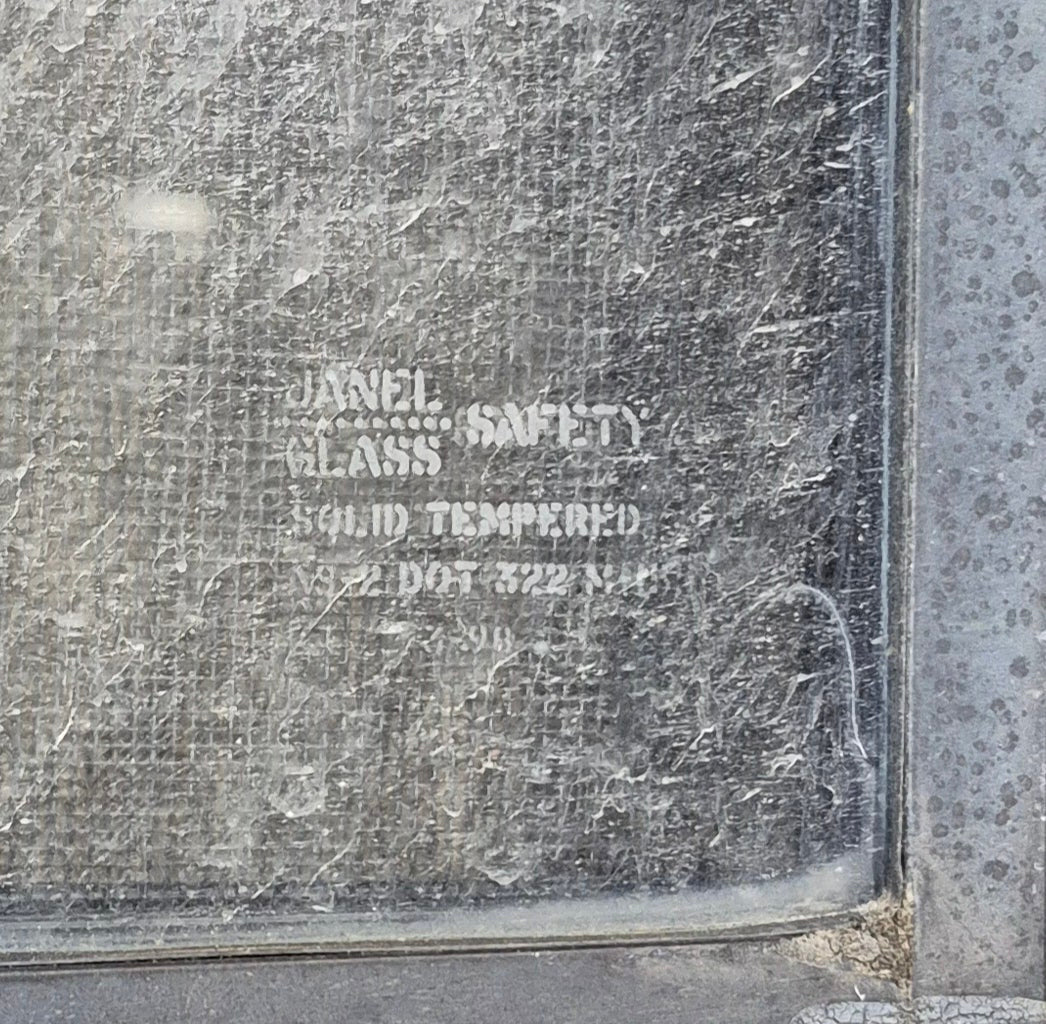 JANEL
GLASS SAFETY
SOLID TEMPERED
DOT 322